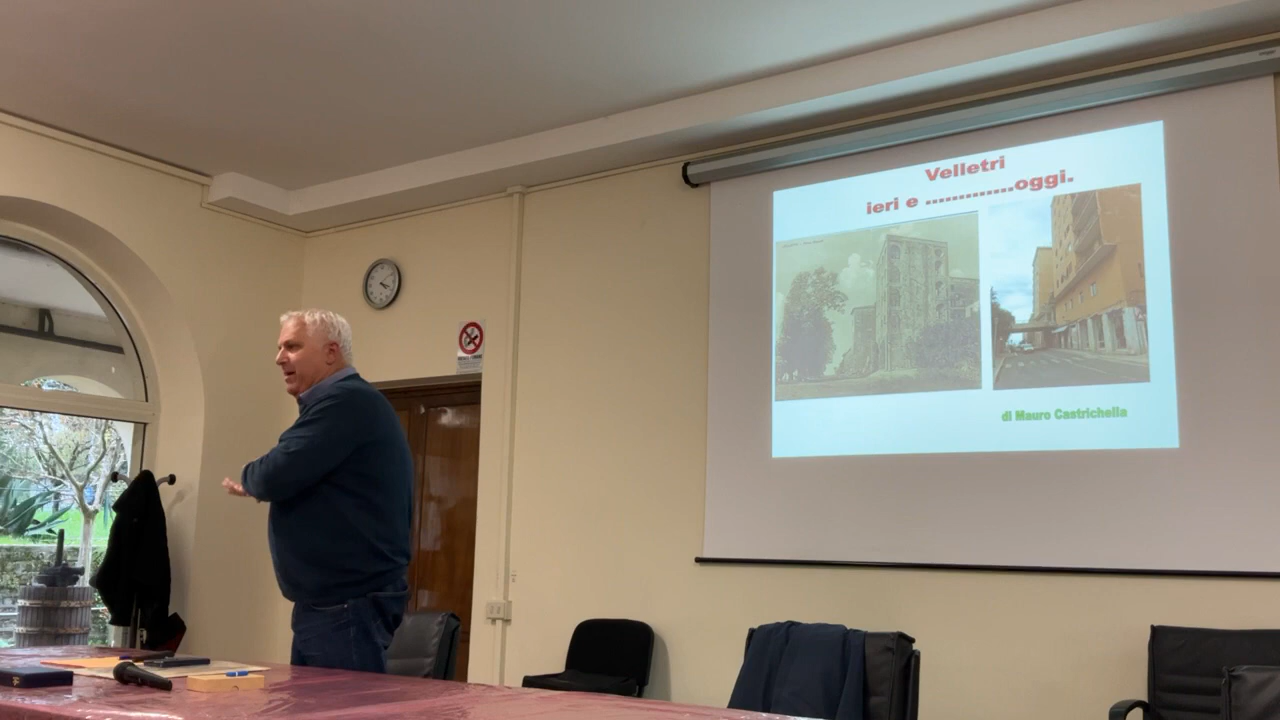 Velletri
ieri e .............oggi.
di Mauro Castrichella